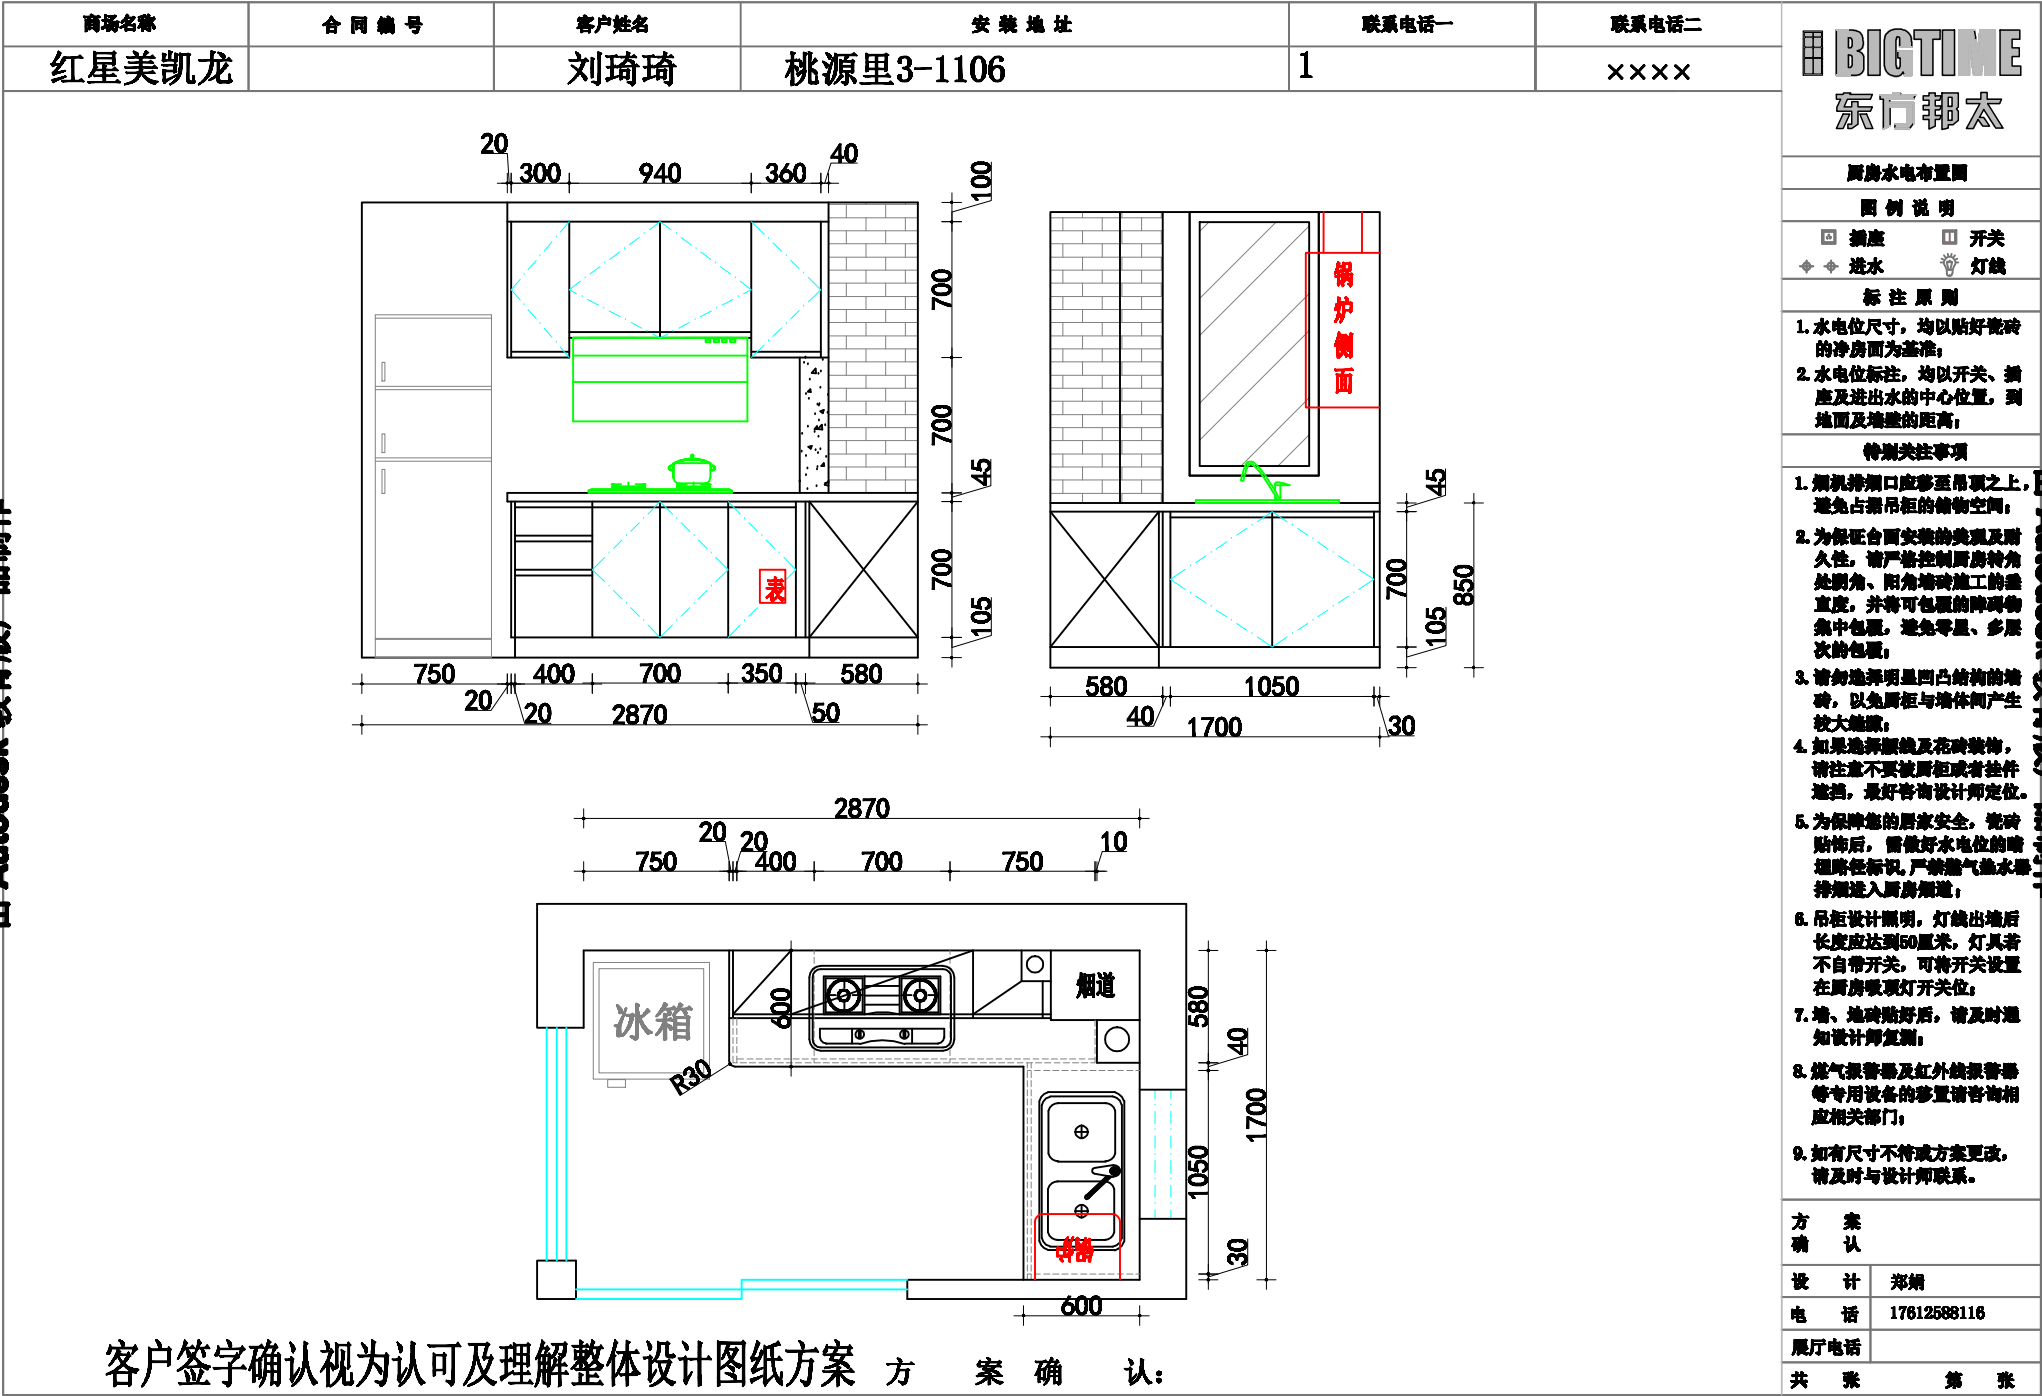 商场名称 合 同 编 号 客户姓名 安 装 地 址 联系电话一 联系电话二
红星美凯龙 刘琦琦 桃源里3-1106 1 ××××
BIGTIME
东方邦太
厨房水电布置图
图 例 说 明
插座 开关
进水 灯线
标 注 原 则
1.水电位尺寸，均以贴好瓷砖
的净房面为基准；
2.水电位标注，均以开关、插
座及进出水的中心位置，到
地面及墙壁的距离；
特别关注事项
1.烟机排烟口应移至吊顶之上，
避免占据吊柜的储物空间；
2.为保证台面安装的美观及耐
久性，请严格控制厨房转角
处阴角、阳角墙砖施工的垂
直度，并将可包覆的障碍物
集中包覆，避免零星、多层
次的包覆；
3.请勿选择明显凹凸结构的墙
砖，以免厨柜与墙体间产生
较大缝隙；
4.如果选择腰线及花砖装饰，
请注意不要被厨柜或者挂件
遮挡，最好咨询设计师定位。
5.为保障您的居家安全，瓷砖
贴饰后，需做好水电位的暗
埋路径标识,严禁燃气热水器
排烟进入厨房烟道；
6.吊柜设计照明，灯线出墙后
长度应达到50厘米，灯具若
不自带开关，可将开关设置
在厨房吸顶灯开关位；
7.墙、地砖贴好后，请及时通
知设计师复测；
8.煤气报警器及红外线报警器
等专用设备的移置请咨询相
应相关部门；
9.如有尺寸不符或方案更改，
请及时与设计师联系。
方 案
确 认
设 计 郑娟
电 话 17612588116
展厅电话
共 张 第 张
20 300 940 360 40
100
700
700
45
700
105
表
750 400 700 350 580
20 20 2870 50
锅
炉
侧
面
45
700
850
105
580 1050
40 1700 30
2870
20 20 10
750 400 700 750
冰箱
600
R30
烟道
580
40
1700
1050
30
锅炉
600
客户签字确认视为认可及理解整体设计图纸方案 方 案 确 认：